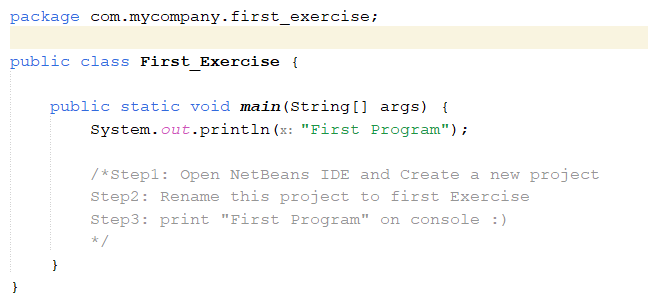 package com.mycompany.first_exercise;
public class First_Exercise {
public static void main(String[] args) {
System.out.println(x: "First Program");
/*Step1: Open NetBeans IDE and Create a new project
Step2: Rename this project to first Exercise
Step3: print "First Program" on console :)
*/
}
}